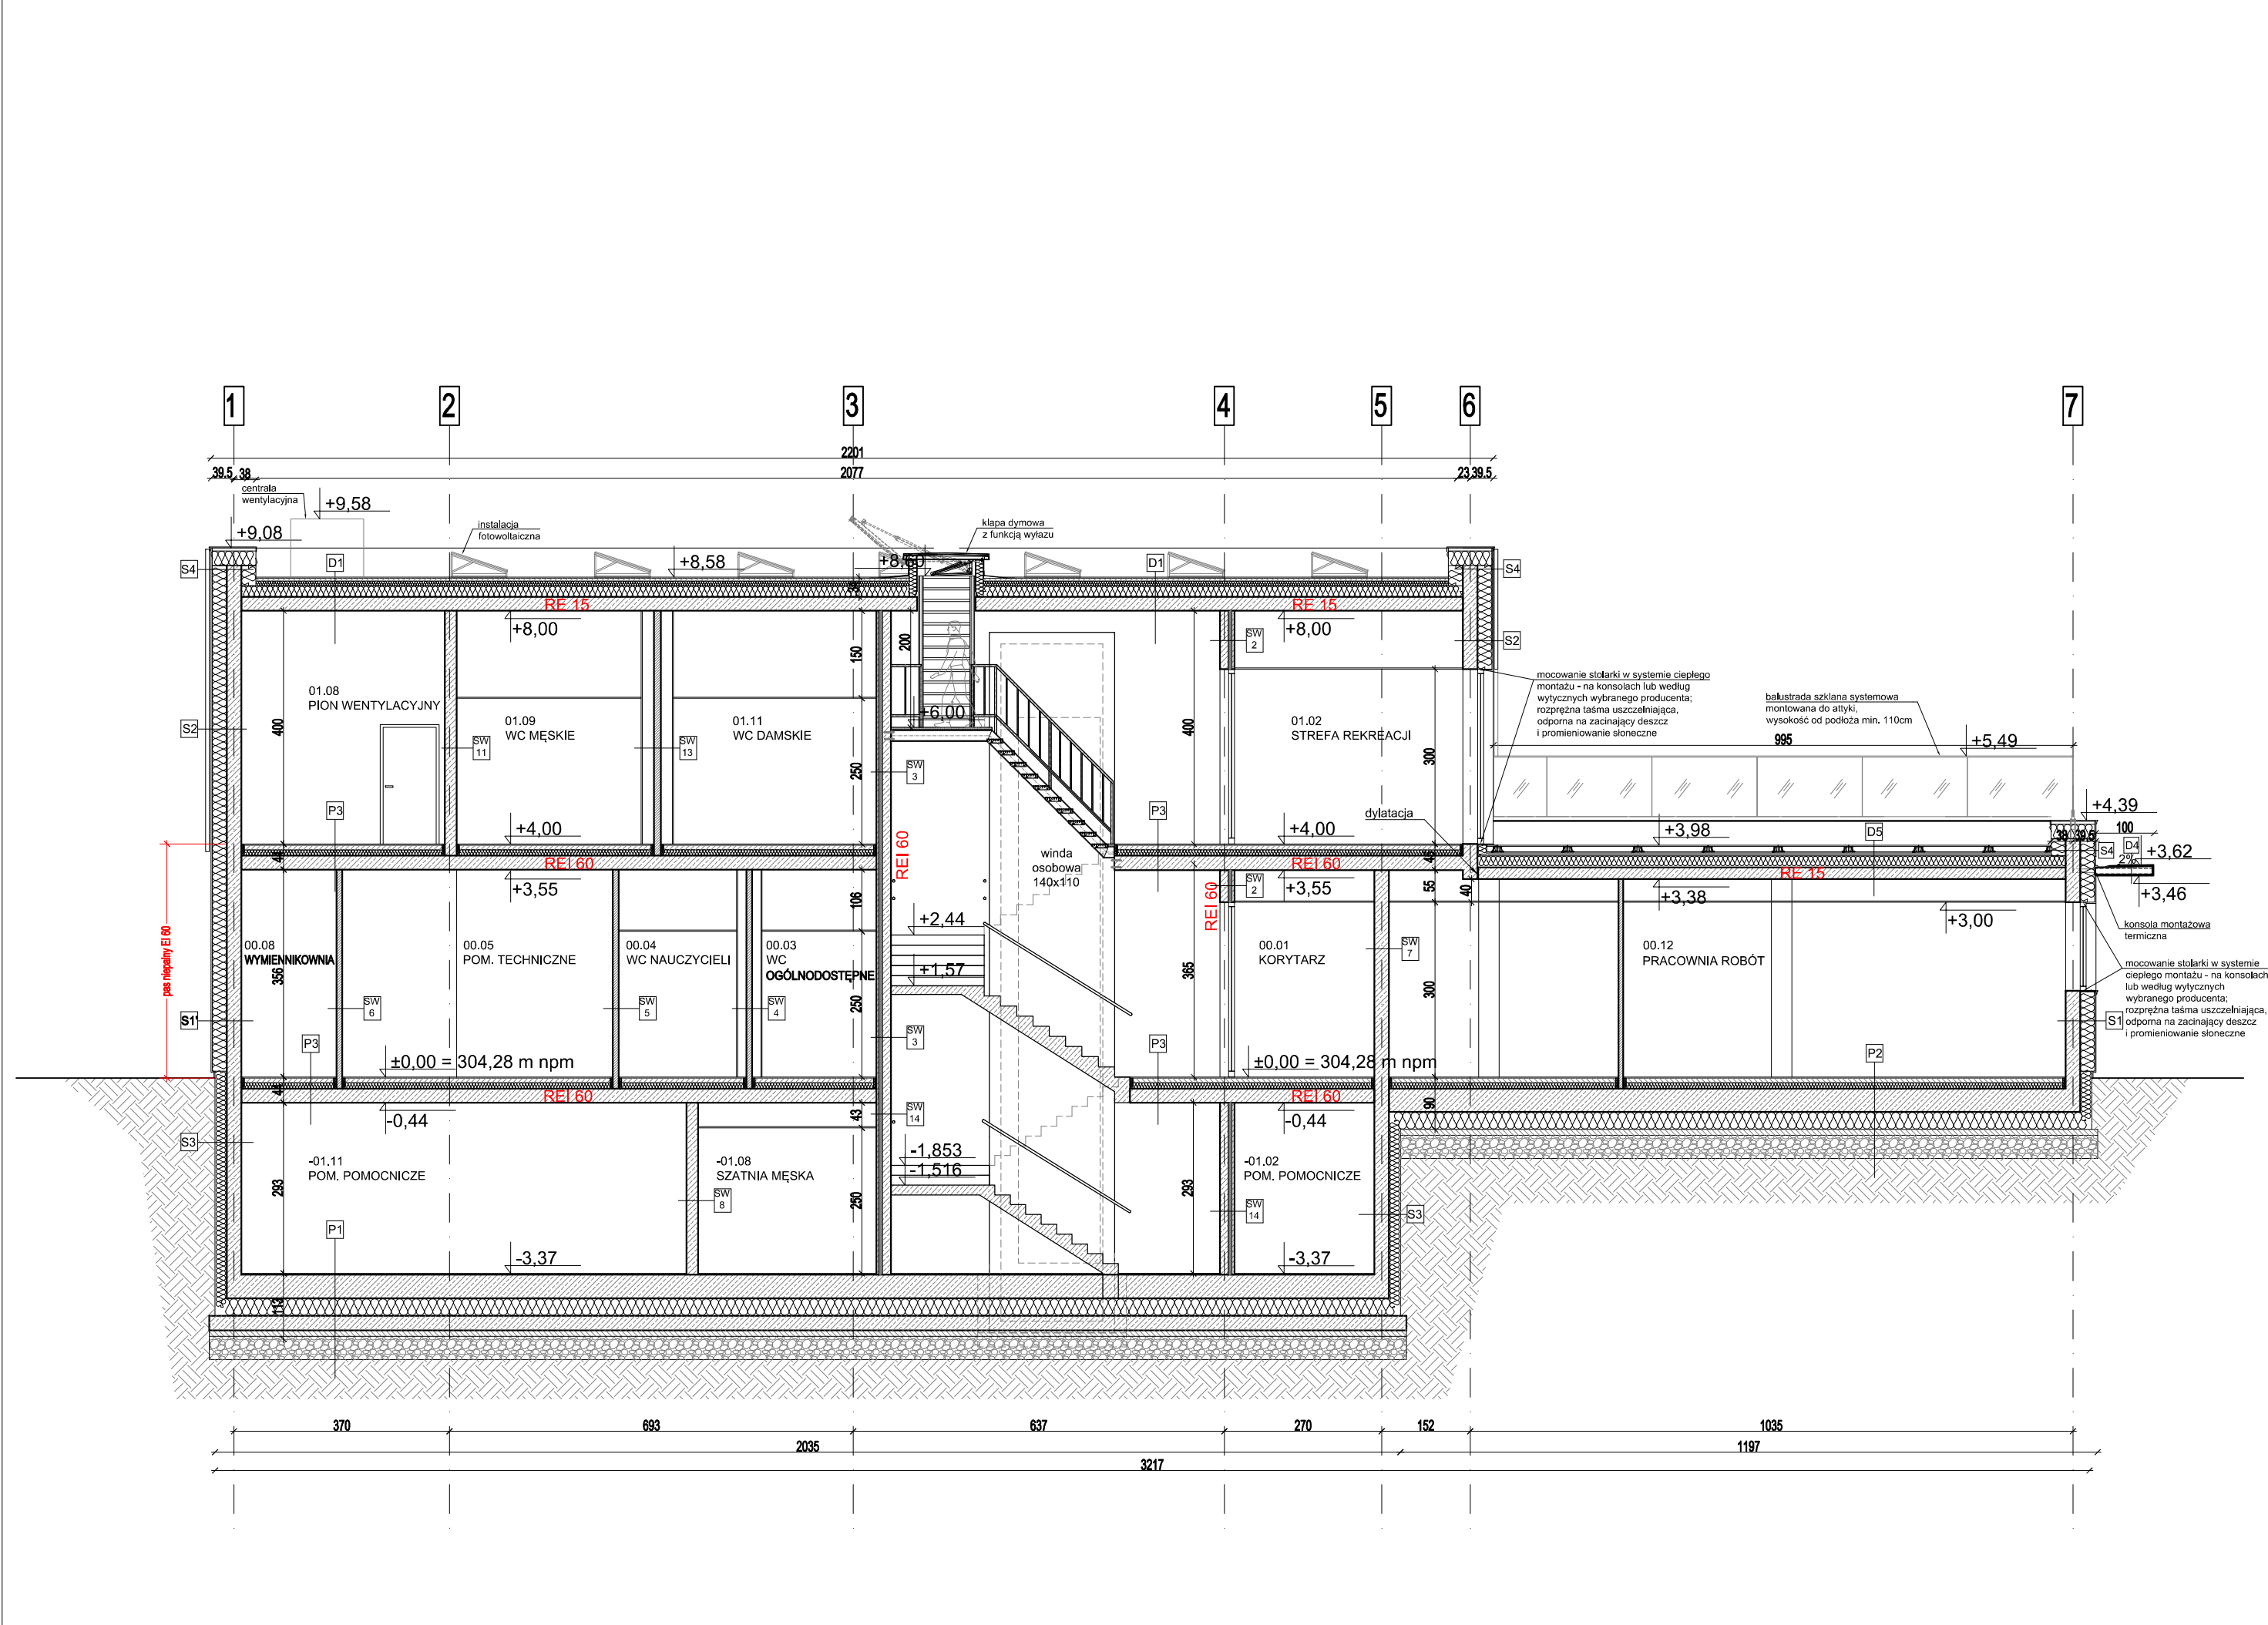 1
2
3
4
5
6
7
2201
39.5
38
2077
23
39.5
centrala
wentylacyjna
+9,58
+9,08
instalacja
fotowoltaiczna
klapa dymowa
z funkcją wyłazu
+8,58
+8,60
38
S4
D1
D1
S4
RE 15
RE 15
+8,00
+8,00
200
150
SW
2
S2
01.08
PION WENTYLACYJNY
01.09
WC MĘSKIE
01.11
WC DAMSKIE
01.02
STREFA REKREACJI
+6,00
S2
400
SW
11
SW
13
250
SW
3
400
300
mocowanie stolarki w systemie ciepłego
montażu - na konsolach lub według
wytycznych wybranego producenta;
rozprężna taśma uszczelniająca,
odporna na zacinający deszcz
i promieniowanie słoneczne
balustrada szklana systemowa
montowana do attyki,
wysokość od podłoża min. 110cm
995
+5,49
P3
P3
dylatacja
+4,00
+4,00
+3,98
D5
+4,39
38
39.5
100
S4
D4
2%
+3,62
+3,46
44
REI 60
REI 60
REI 60
45
RE 15
winda
osobowa
140x110
+3,55
+3,55
+3,38
+3,00
REI 60
SW
2
55
40
106
+2,44
konsola montażowa
termiczna
pas niepalny EI 60
00.08
WYMIENNIKOWNIA
00.05
POM. TECHNICZNE
00.04
WC NAUCZYCIELI
00.03
WC
OGÓLNODOSTĘPNE
00.01
KORYTARZ
SW
7
00.12
PRACOWNIA ROBÓT
356
+1,57
365
300
250
mocowanie stolarki w systemie
ciepłego montażu - na konsolach
lub według wytycznych
wybranego producenta;
rozprężna taśma uszczelniająca,
odporna na zacinający deszcz
i promieniowanie słoneczne
S1'
SW
6
SW
5
SW
4
SW
3
S1
P3
P3
P2
±0,00 = 304,28 m npm
±0,00 = 304,28 m npm
44
REI 60
REI 60
90
-0,44
-0,44
43
SW
14
S3
-01.11
POM. POMOCNICZE
-01.08
SZATNIA MĘSKA
-1,853
-1,516
-01.02
POM. POMOCNICZE
293
SW
8
250
293
SW
14
S3
P1
-3,37
-3,37
113
370
693
637
270
152
1035
2035
1197
3217